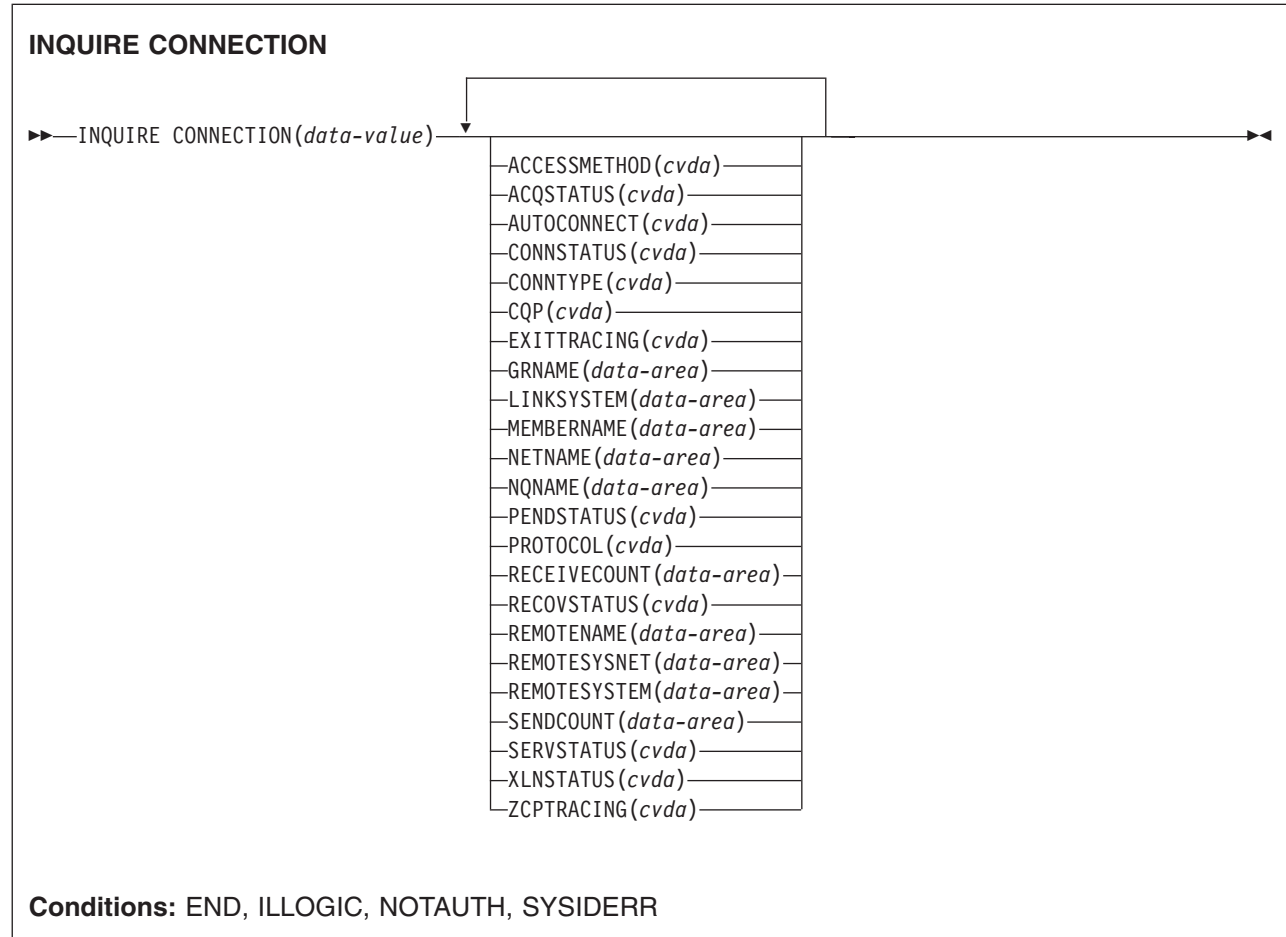 INQUIRE CONNECTION
INQUIRE CONNECTION(data-value)
ACCESSMETHOD(cvda)
ACQSTATUS(cvda)
AUTOCONNECT(cvda)
CONNSTATUS(cvda)
CONNTYPE(cvda)
CQP(cvda)
EXITTRACING(cvda)
GRNAME(data-area)
LINKSYSTEM(data-area)
MEMBERNAME(data-area)
NETNAME(data-area)
NQNAME(data-area)
PENDSTATUS(cvda)
PROTOCOL(cvda)
RECEIVECOUNT(data-area)
RECOVSTATUS(cvda)
REMOTENAME(data-area)
REMOTESYSNET(data-area)
REMOTESYSTEM(data-area)
SENDCOUNT(data-area)
SERVSTATUS(cvda)
XLNSTATUS(cvda)
ZCPTRACING(cvda)
Conditions: END, ILLOGIC, NOTAUTH, SYSIDERR